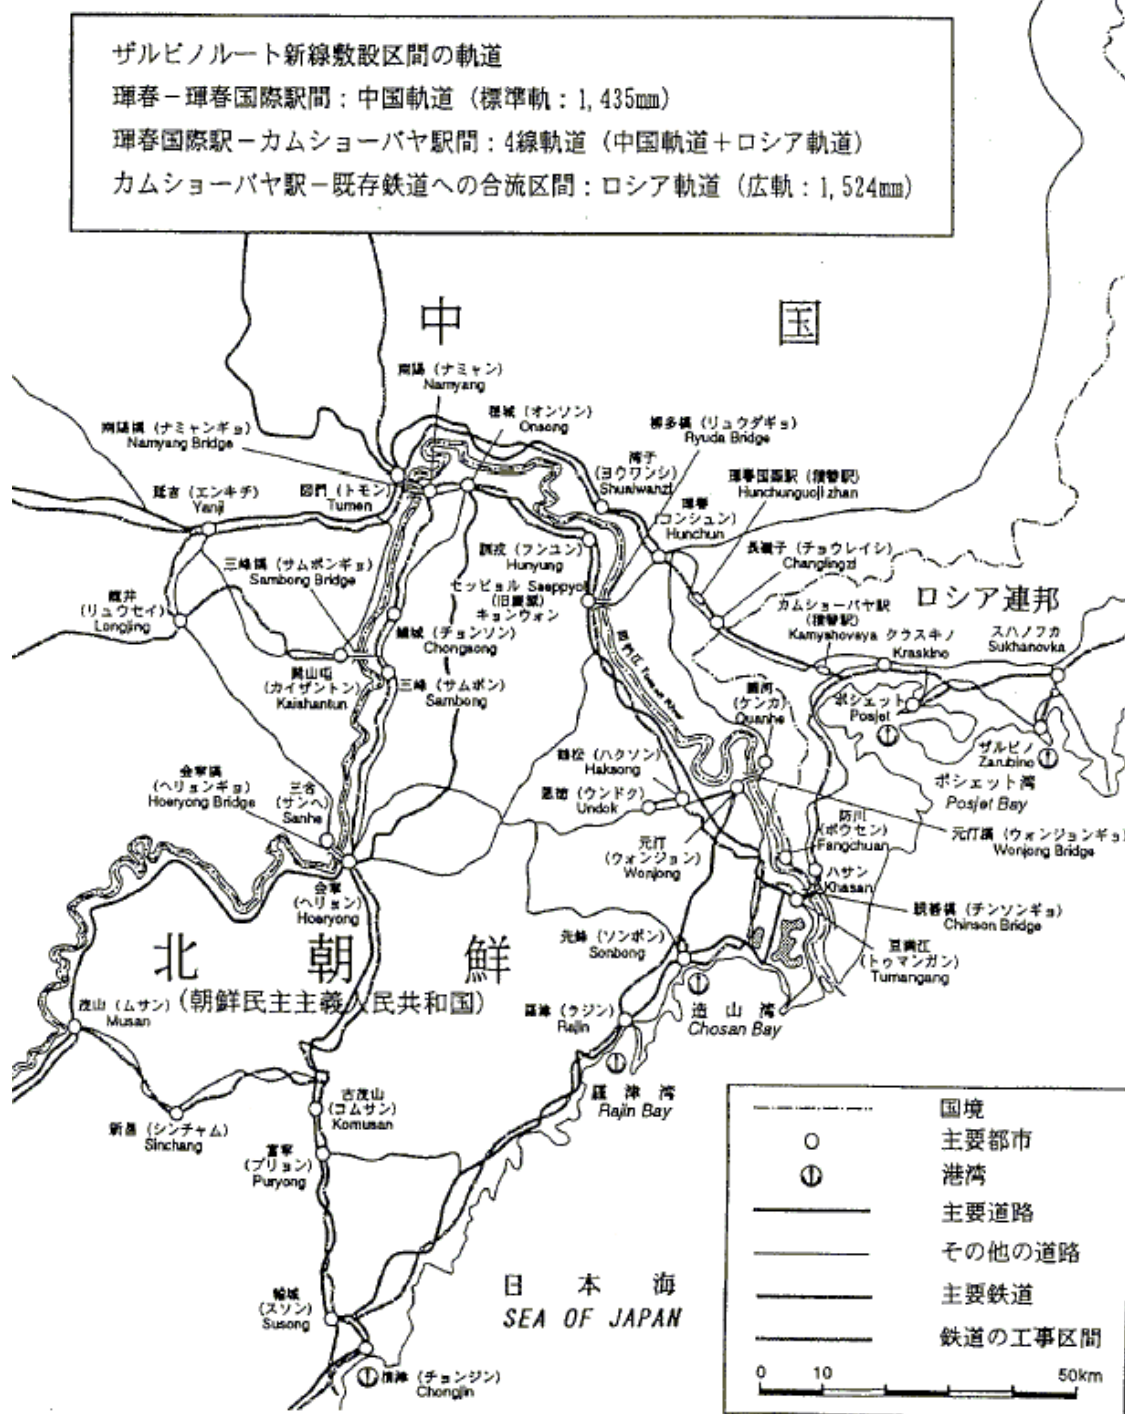 ザルビノルート新線敷設区間の軌道
琿春－琿春国際駅間：中国軌道（標準軌：1,435mm）
琿春国際駅－カムショーバヤ駅間：4線軌道（中国軌道＋ロシア軌道）
カムショーバヤ駅－既存鉄道への合流区間：ロシア軌道（広軌：1,524mm）
中　国
南陽（ナミャン）
Namyang
穏城（オンソン）
Onsong
南陽橋（ナミャンギョ）
Namyang Bridge
柳多橋（リュウダギョ）
Ryuda Bridge
湾子
（ヨウワンシ）
Shuaiwanzi
琿春国際駅（積替駅）
Hunchunguoji zhan
延吉（エンキチ）
Yanji
図們（トモン）
Tumen
琿春
（コンシュン）
Hunchun
訓戎（フンユン）
Hunyung
長嶺子（チョウレイシ）
Changlingzi
三峰橋（サムボンギョ）
Sambong Bridge
セッピョル Saeppyol
（旧慶源）
キョンウォン
カムショーバヤ駅
（積替駅）
Kamyshovaya
ロシア連邦
クラスキノ
Kraskino
スハノフカ
Sukhanovka
龍井
（リュウセイ）
Longjing
鍾城（チョンソン）
Chongsong
開山屯
（カイザントン）
Kaishantun
三峰（サムボン）
Sambong
図們江 Tumen River
圏河
（ケンカ）
Quanhe
ポシェット
Posjet
ザルビノ
Zarubino
ポシェット湾
Posjet Bay
鶴松（ハクソン）
Haksong
恩徳（ウンドク）
Undok
会寧橋
（ヘリョンギョ）
Hoeryong Bridge
三合
（サンヘ）
Sanhe
元汀
（ウォンジョン）
Wonjong
防川
（ボウセン）
Fangchuan
元汀橋（ウォンジョンギョ）
Wonjong Bridge
ハサン
Khasan
会寧
（ヘリョン）
Hoeryong
親善橋（チンソンギョ）
Chinson Bridge
北　朝　鮮
（朝鮮民主主義人民共和国）
先鋒（ソンボン）
Sonbong
豆満江
（トゥマンガン）
Tumangang
茂山（ムサン）
Musan
羅津（ラジン）
Rajin
造 山 湾
Chosan Bay
羅 津 湾
Rajin Bay
古茂山
（コムサン）
Komusan
新昌（シンチャム）
Sinchang
富寧
（プリョン）
Puryong
輸城
（スソン）
Susong
清津（チョンジン）
Chongjin
日 本 海
SEA OF JAPAN
国境
主要都市
港湾
主要道路
その他の道路
主要鉄道
鉄道の工事区間
0 10 50km